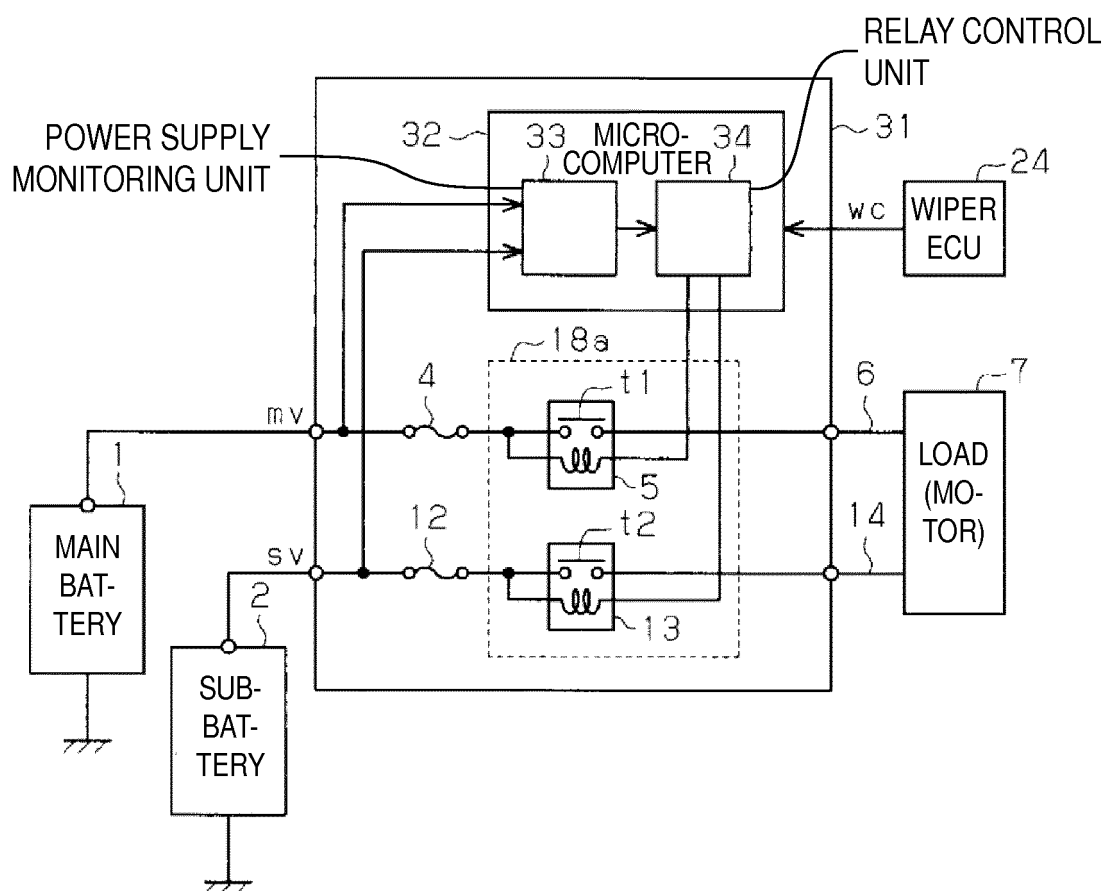 RELAY CONTROL
UNIT
POWER SUPPLY
MONITORING UNIT
32
33
MICRO-
COMPUTER
34
31
24
wc
WIPER
ECU
18a
4
t1
6
7
mv
5
LOAD
(MO-
TOR)
1
MAIN
BAT-
TERY
12
t2
14
sv
13
2
SUB-
BAT-
TERY